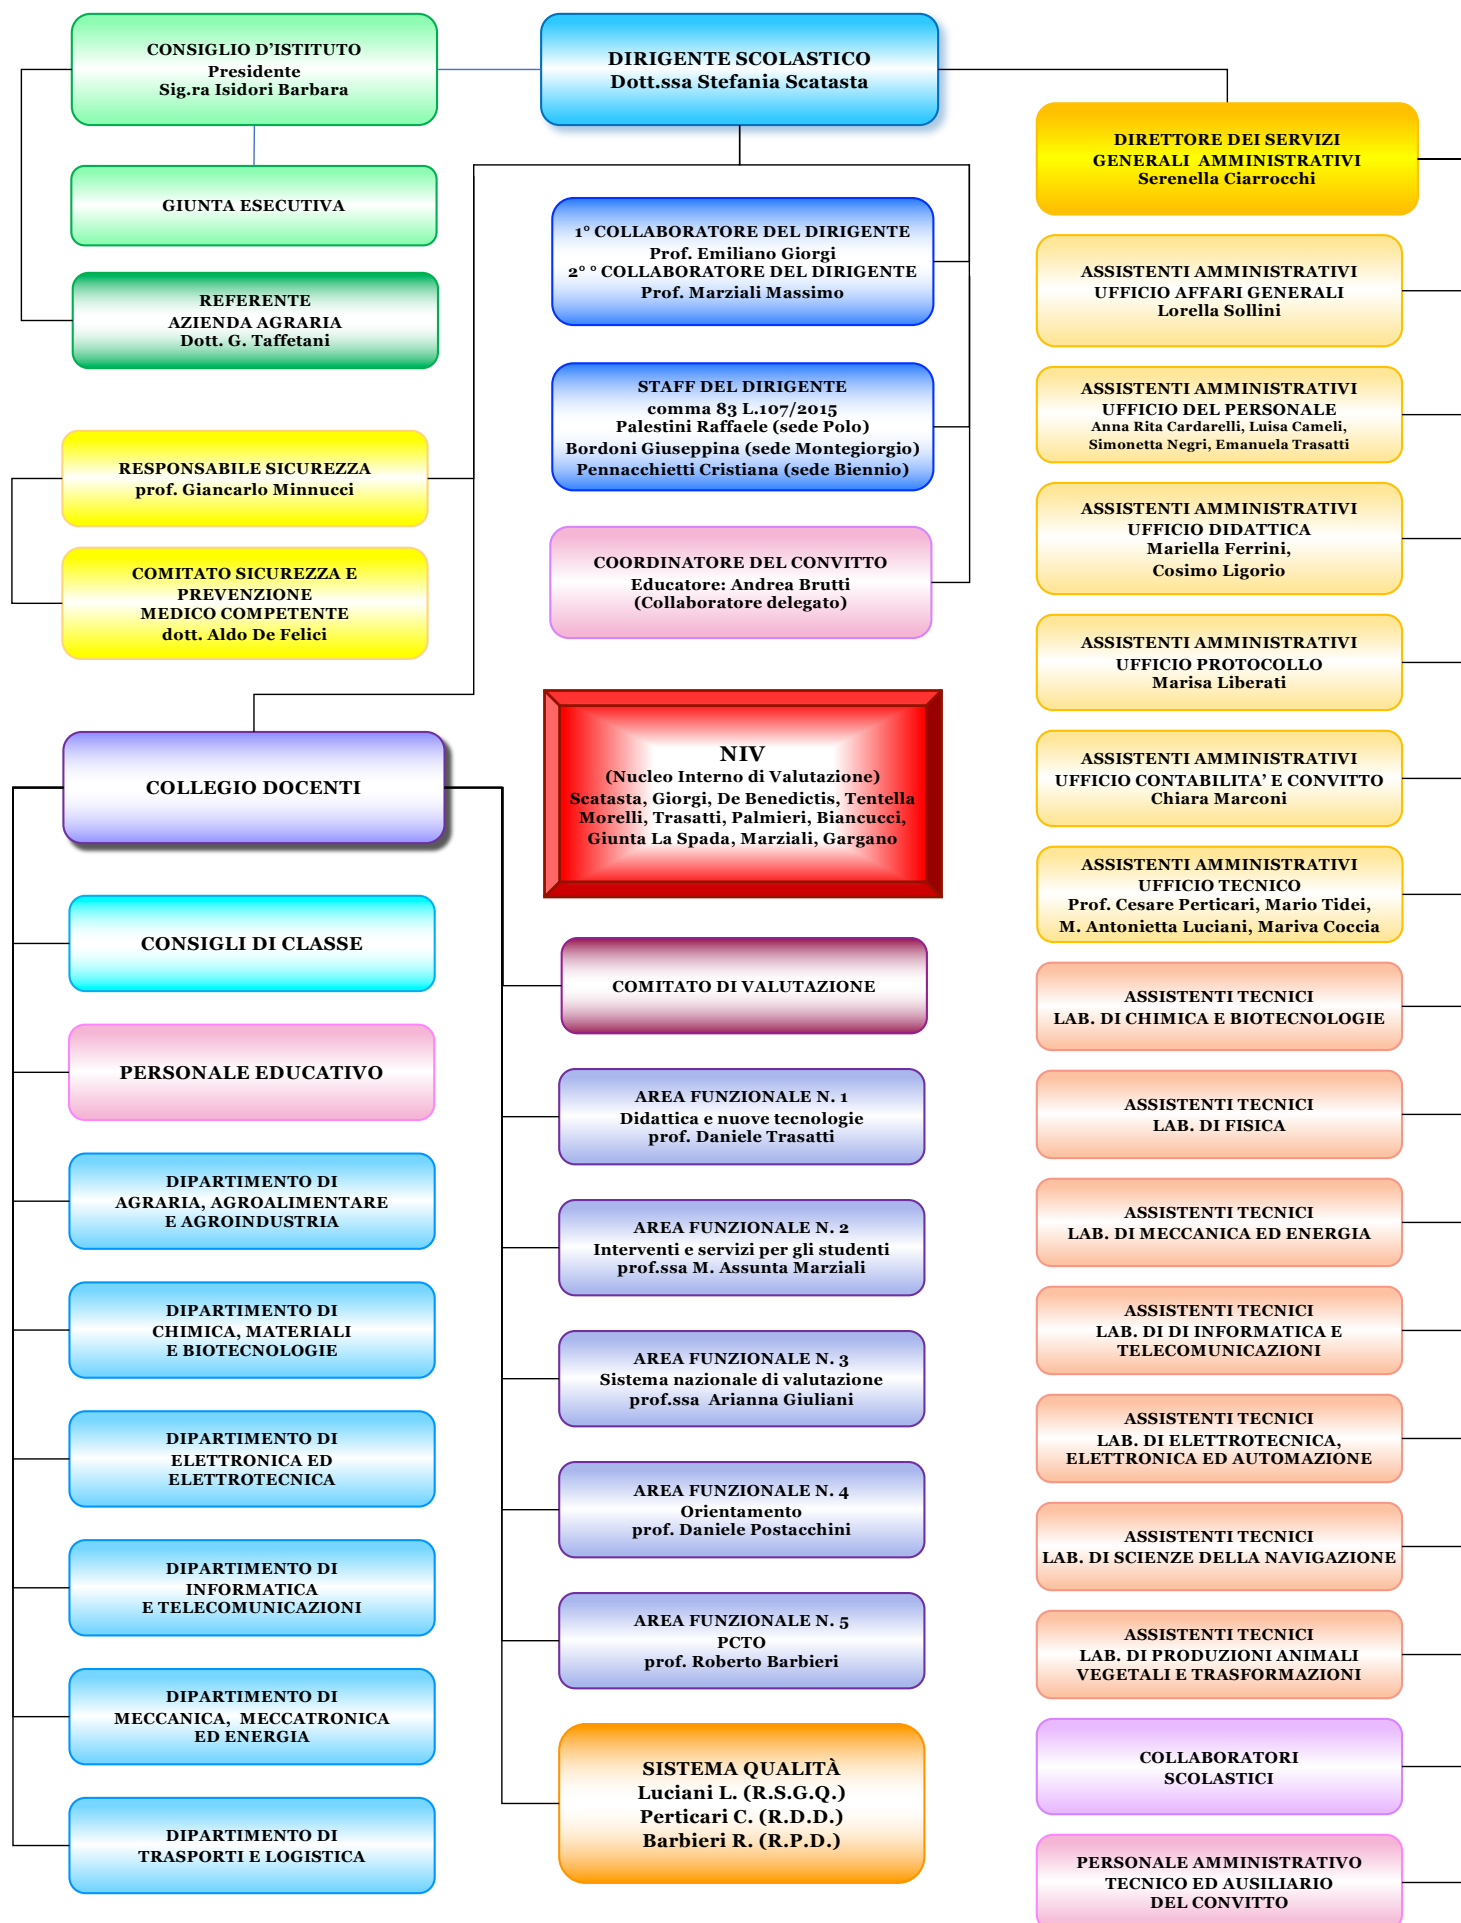 CONSIGLIO D'ISTITUTO
Presidente
Sig.ra Isidori Barbara
DIRIGENTE SCOLASTICO
Dott.ssa Stefania Scatasta
DIRETTORE DEI SERVIZI
GENERALI AMMINISTRATIVI
Serenella Ciarrocchi
GIUNTA ESECUTIVA
REFERENTE
AZIENDA AGRARIA
Dott. G. Taffetani
1° COLLABORATORE DEL DIRIGENTE
Prof. Emiliano Giorgi
2° ° COLLABORATORE DEL DIRIGENTE
Prof. Marziali Massimo
STAFF DEL DIRIGENTE
comma 83 L.107/2015
Palestini Raffaele (sede Polo)
Bordoni Giuseppina (sede Montegiorgio)
Pennacchietti Cristiana (sede Biennio)
RESPONSABILE SICUREZZA
prof. Giancarlo Minnucci
COMITATO SICUREZZA E
PREVENZIONE
MEDICO COMPETENTE
dott. Aldo De Felici
COORDINATORE DEL CONVITTO
Educatore: Andrea Brutti
(Collaboratore delegato)
NIV
(Nucleo Interno di Valutazione)
Scatasta, Giorgi, De Benedictis, Tentella
Morelli, Trasatti, Palmieri, Biancucci,
Giunta La Spada, Marziali, Gargano
COLLEGIO DOCENTI
CONSIGLI DI CLASSE
PERSONALE EDUCATIVO
DIPARTIMENTO DI
AGRARIA, AGROALIMENTARE
E AGROINDUSTRIA
DIPARTIMENTO DI
CHIMICA, MATERIALI
E BIOTECNOLOGIE
DIPARTIMENTO DI
ELETTRONICA ED
ELETTROTECNICA
DIPARTIMENTO DI
INFORMATICA
E TELECOMUNICAZIONI
DIPARTIMENTO DI
MECCANICA, MECCATRONICA
ED ENERGIA
DIPARTIMENTO DI
TRASPORTI E LOGISTICA
COMITATO DI VALUTAZIONE
AREA FUNZIONALE N. 1
Didattica e nuove tecnologie
prof. Daniele Trasatti
AREA FUNZIONALE N. 2
Interventi e servizi per gli studenti
prof.ssa M. Assunta Marziali
AREA FUNZIONALE N. 3
Sistema nazionale di valutazione
prof.ssa Arianna Giuliani
AREA FUNZIONALE N. 4
Orientamento
prof. Daniele Postacchini
AREA FUNZIONALE N. 5
PCTO
prof. Roberto Barbieri
SISTEMA QUALITÀ
Luciani L. (R.S.G.Q.)
Perticari C. (R.D.D.)
Barbieri R. (R.P.D.)
ASSISTENTI AMMINISTRATIVI
UFFICIO AFFARI GENERALI
Lorella Sollini
ASSISTENTI AMMINISTRATIVI
UFFICIO DEL PERSONALE
Anna Rita Cardarelli, Luisa Cameli,
Simonetta Negri, Emanuela Trasatti
ASSISTENTI AMMINISTRATIVI
UFFICIO DIDATTICA
Mariella Ferrini,
Cosimo Ligorio
ASSISTENTI AMMINISTRATIVI
UFFICIO PROTOCOLLO
Marisa Liberati
ASSISTENTI AMMINISTRATIVI
UFFICIO CONTABILITA' E CONVITTO
Chiara Marconi
ASSISTENTI AMMINISTRATIVI
UFFICIO TECNICO
Prof. Cesare Perticari, Mario Tidei,
M. Antonietta Luciani, Mariva Coccia
ASSISTENTI TECNICI
LAB. DI CHIMICA E BIOTECNOLOGIE
ASSISTENTI TECNICI
LAB. DI FISICA
ASSISTENTI TECNICI
LAB. DI MECCANICA ED ENERGIA
ASSISTENTI TECNICI
LAB. DI DI INFORMATICA E
TELECOMUNICAZIONI
ASSISTENTI TECNICI
LAB. DI ELETTROTECNICA,
ELETTRONICA ED AUTOMAZIONE
ASSISTENTI TECNICI
LAB. DI SCIENZE DELLA NAVIGAZIONE
ASSISTENTI TECNICI
LAB. DI PRODUZIONI ANIMALI
VEGETALI E TRASFORMAZIONI
COLLABORATORI
SCOLASTICI
PERSONALE AMMINISTRATIVO
TECNICO ED AUSILIARIO
DEL CONVITTO